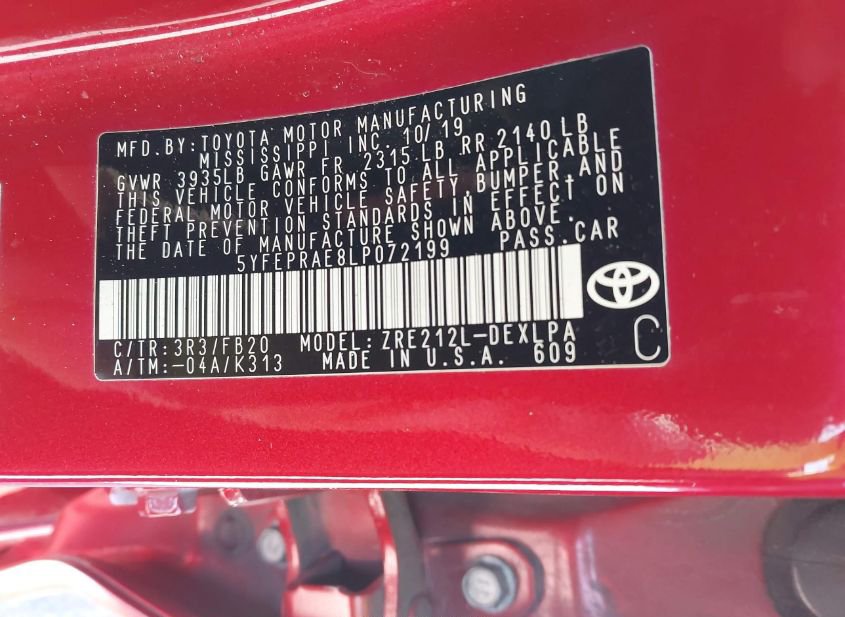 MFD.BY:TOYOTA MOTOR MANUFACTURING
MISSISSIPPI INC. 10/19
GVWR 3935LB GAWR FR 2315LB RR 2140LB
THIS VEHICLE CONFORMS TO ALL APPLICABLE
FEDERAL MOTOR VEHICLE SAFETY,BUMPER,AND
THEFT PREVENTION STANDARDS IN EFFECT ON
THE DATE OF MANUFACTURE SHOWN ABOVE.
5YFEPRAE8LP072199 PASS.CAR
C/TR:3R3/FB20 MODEL:ZRE212L-DEXLPA
A/TM:-04A/K313 MADE IN U.S.A. 609
C